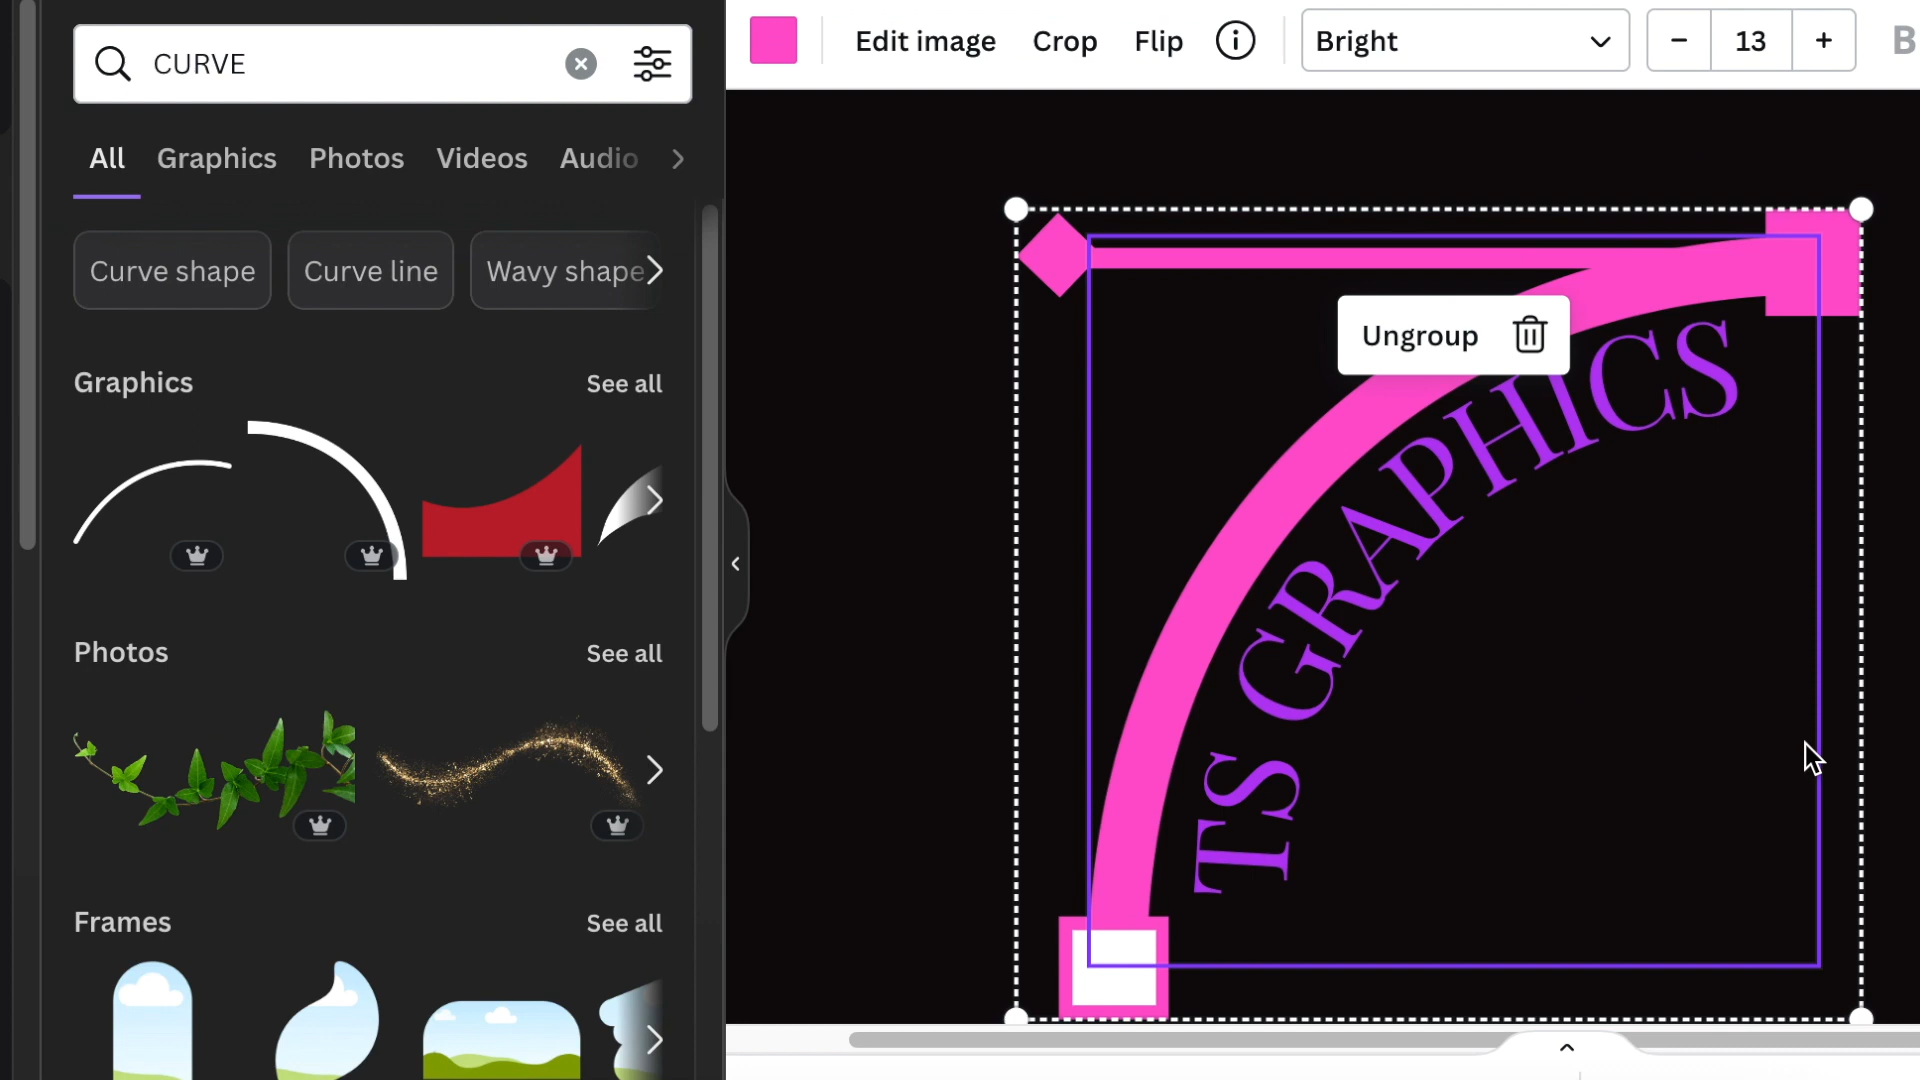 CURVE
Edit image Crop Flip Bright 13 B
All Graphics Photos Videos Audio
Curve shape Curve line Wavy shape
Ungroup
Graphics See all
TS GRAPHICS
Photos See all
Frames See all